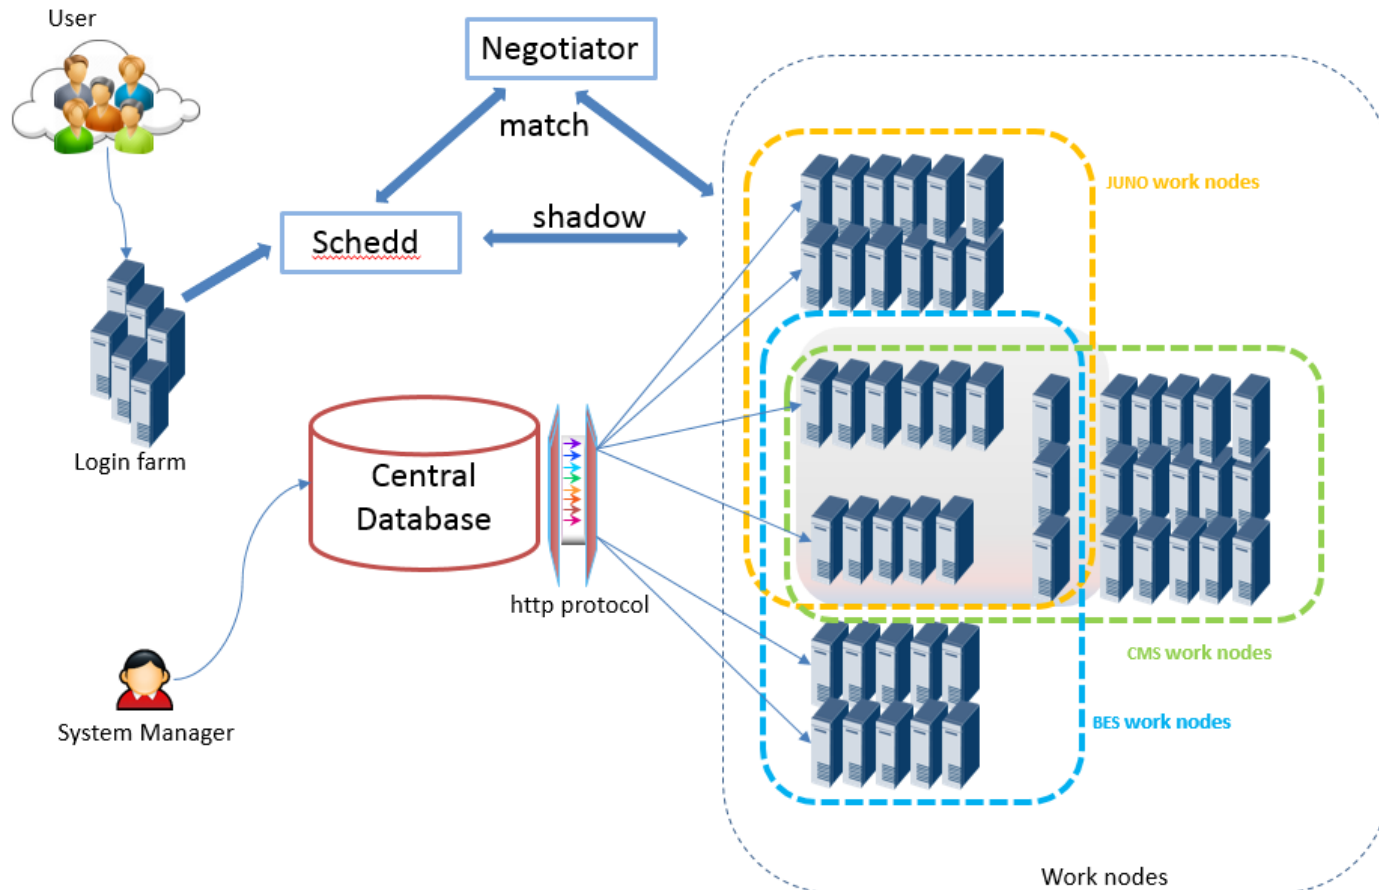 User
Negotiator
match
JUNO work nodes
shadow
Schedd
Login farm
Central
Database
http protocol
CMS work nodes
BES work nodes
System Manager
Work nodes